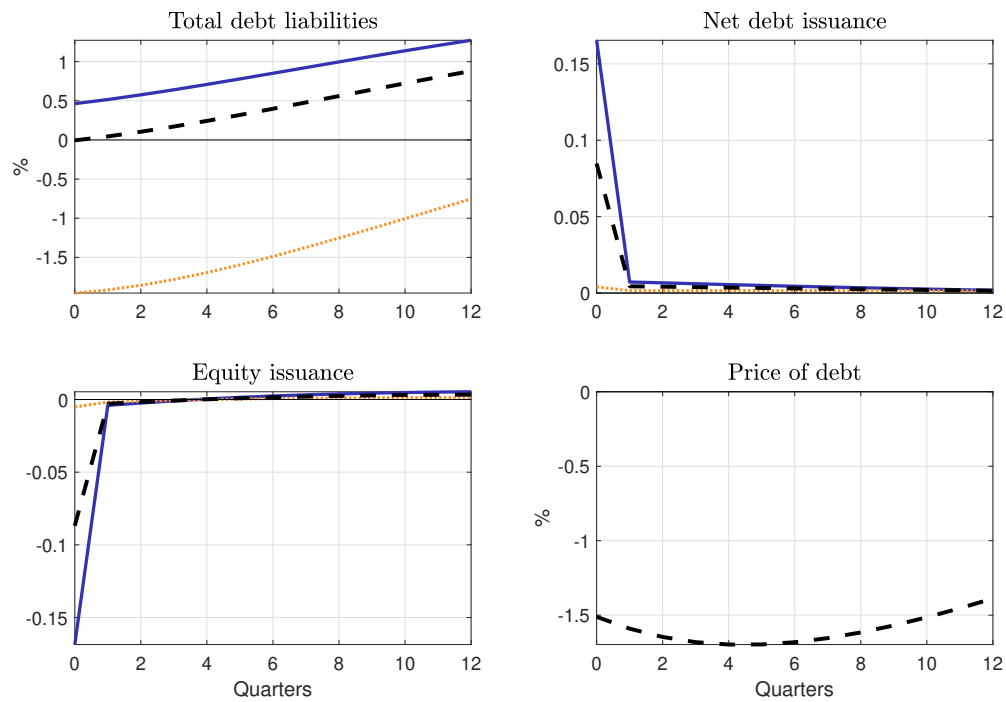 Total debt liabilities
1
0.5
0
-0.5
-1
-1.5
%
0 2 4 6 8 10 12
Net debt issuance
0.15
0.1
0.05
0
0 2 4 6 8 10 12
Equity issuance
0
-0.05
-0.1
-0.15
0 2 4 6 8 10 12
Quarters
Price of debt
0
-0.5
-1
-1.5
%
0 2 4 6 8 10 12
Quarters